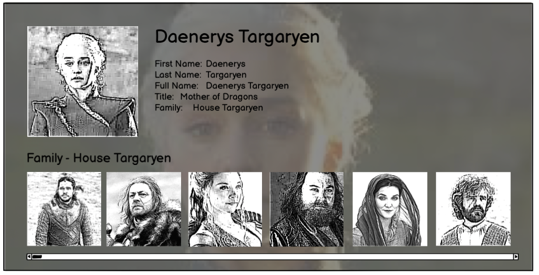 Daenerys Targaryen
First Name: Daenerys
Last Name: Targaryen
Full Name: Daenerys Targaryen
Title: Mother of Dragons
Family: House Targaryen
Family - House Targaryen